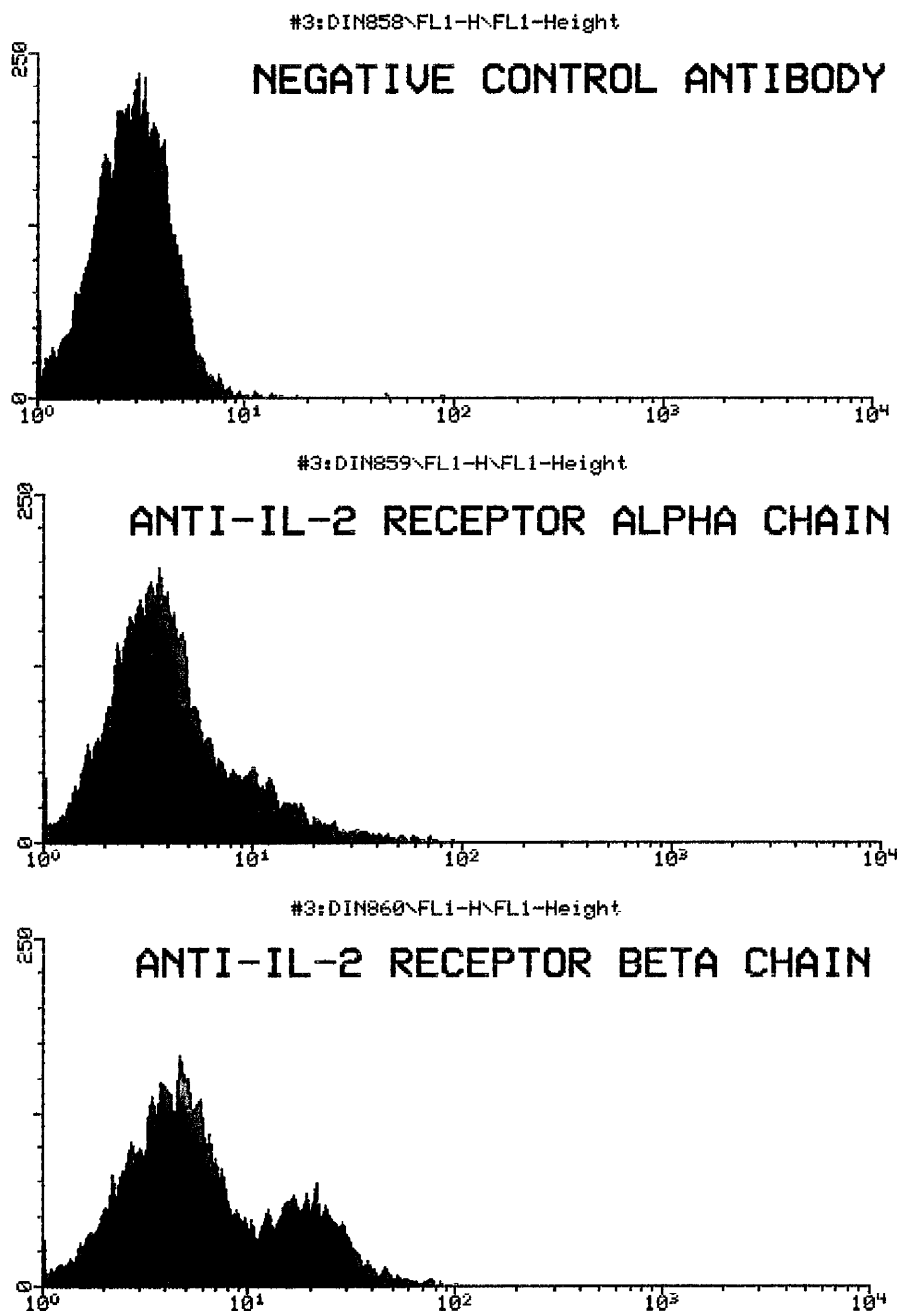 #3:DIN858\FL1-H\FL1-Height
250
NEGATIVE CONTROL ANTIBODY
0
10⁰ 10¹ 10² 10³ 10⁴
#3:DIN859\FL1-H\FL1-Height
250
ANTI-IL-2 RECEPTOR ALPHA CHAIN
0
10⁰ 10¹ 10² 10³ 10⁴
#3:DIN860\FL1-H\FL1-Height
250
ANTI-IL-2 RECEPTOR BETA CHAIN
0
10⁰ 10¹ 10² 10³ 10⁴